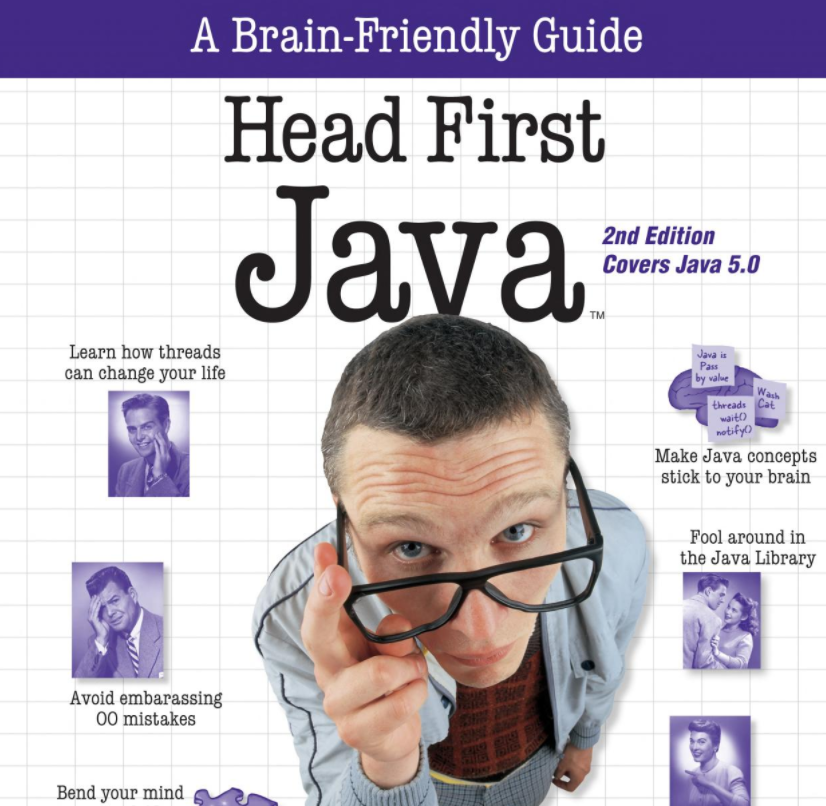 A Brain-Friendly Guide
Head First
Java
TM
2nd Edition
Covers Java 5.0
Learn how threads
can change your life
Java is
Pass
by value
Wash
Cat
threads
wait()
notify()
Make Java concepts
stick to your brain
Fool around in
the Java Library
Avoid embarassing
OO mistakes
Bend your mind